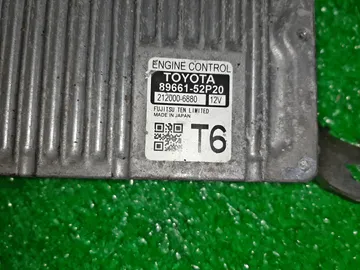 ENGINE CONTROL
TOYOTA
89661-52P20
212000-6880 12V
FUJITSU TEN LIMITED
MADE IN JAPAN
T6